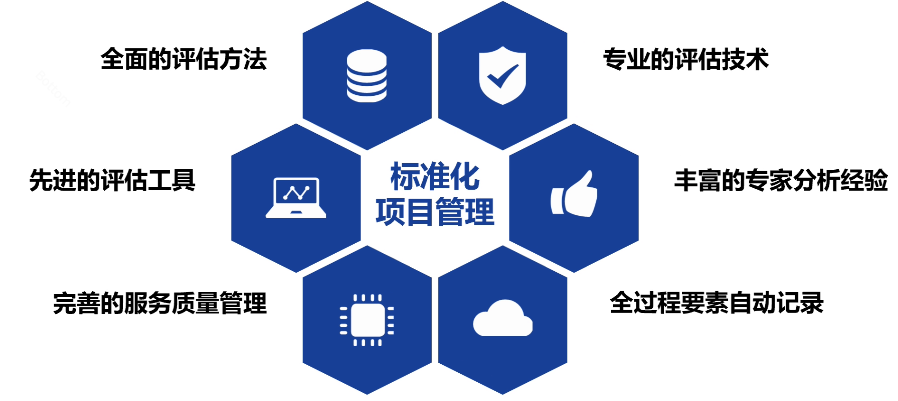 全面的评估方法
专业的评估技术
先进的评估工具
标准化
项目管理
丰富的专家分析经验
完善的服务质量管理
全过程要素自动记录